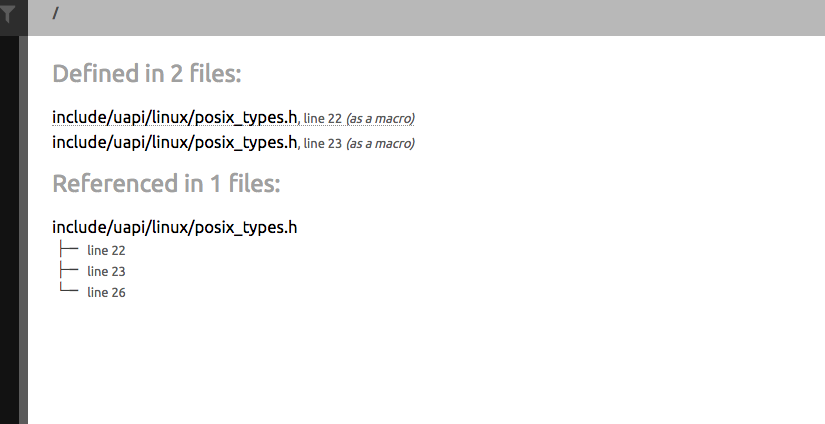 /
Defined in 2 files:
include/uapi/linux/posix_types.h, line 22 (as a macro)
include/uapi/linux/posix_types.h, line 23 (as a macro)
Referenced in 1 files:
include/uapi/linux/posix_types.h
├── line 22
├── line 23
└── line 26